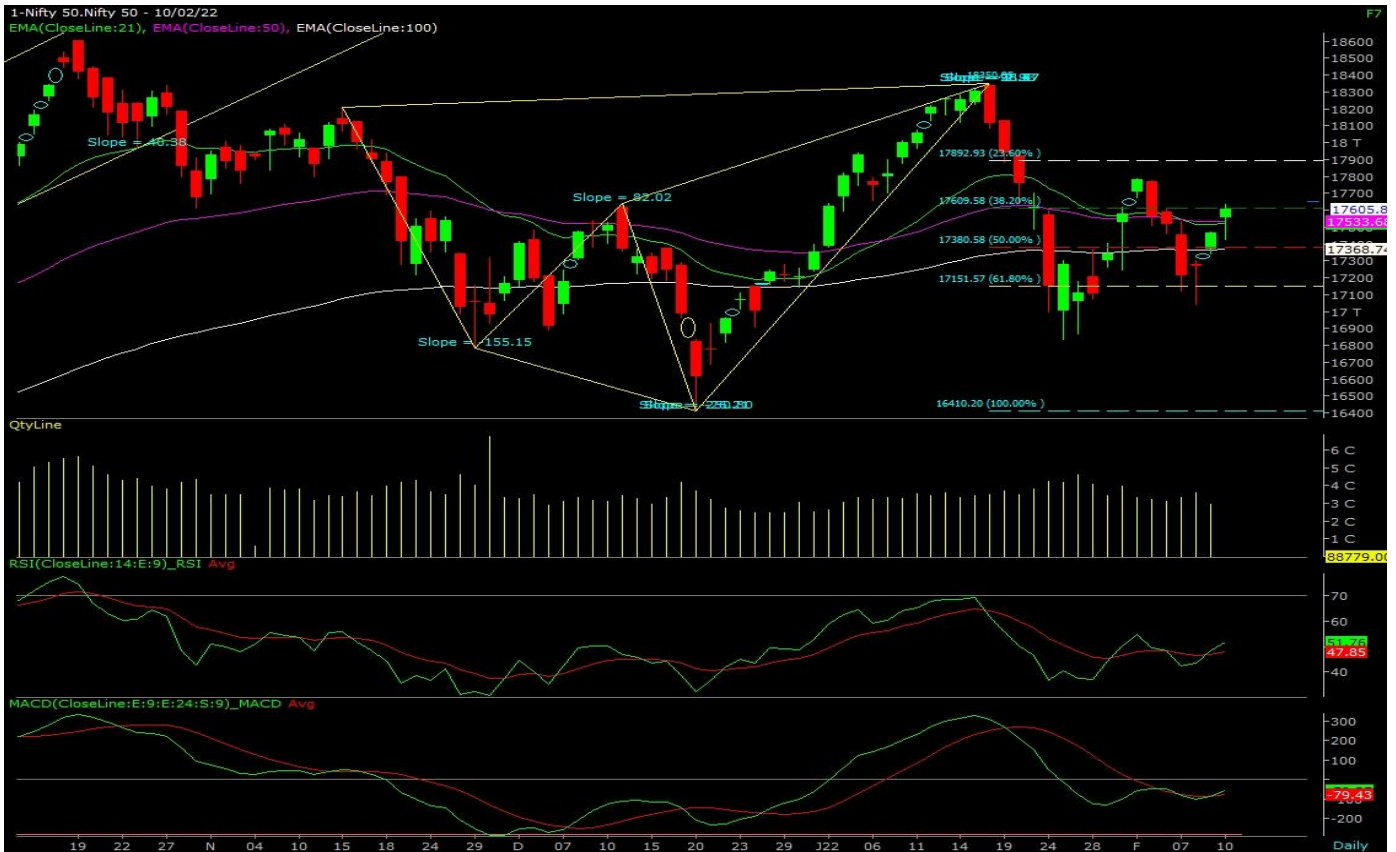 1-Nifty 50.Nifty 50 - 10/02/22
F7
EMA(CloseLine:21), EMA(CloseLine:50), EMA(CloseLine:100)
18600
18500
18400
18300
18200
18100
18 T
17900
17800
17700
17605.8
17533.68
17368.74
17300
17200
17100
17 T
16900
16800
16700
16600
16500
16400
Slope = 40.38
Slope = -155.15
Slope = 82.02
Slope =
Slope =
17892.93 (23.60% )
17609.58 (38.20% )
17380.58 (50.00% )
17151.57 (61.80% )
16410.20 (100.00% )
QtyLine
6 C
5 C
4 C
3 C
2 C
1 C
88779.00
RSI(CloseLine:14:E:9)_RSI Avg
70
60
51.76
47.85
40
MACD(CloseLine:E:9:E:24:S:9)_MACD Avg
300
200
100
-79.43
-200
19 22 27 N 04 10 15 18 24 29 D 07 10 15 20 23 29 J22 06 11 14 19 24 28 F 07 10
Daily